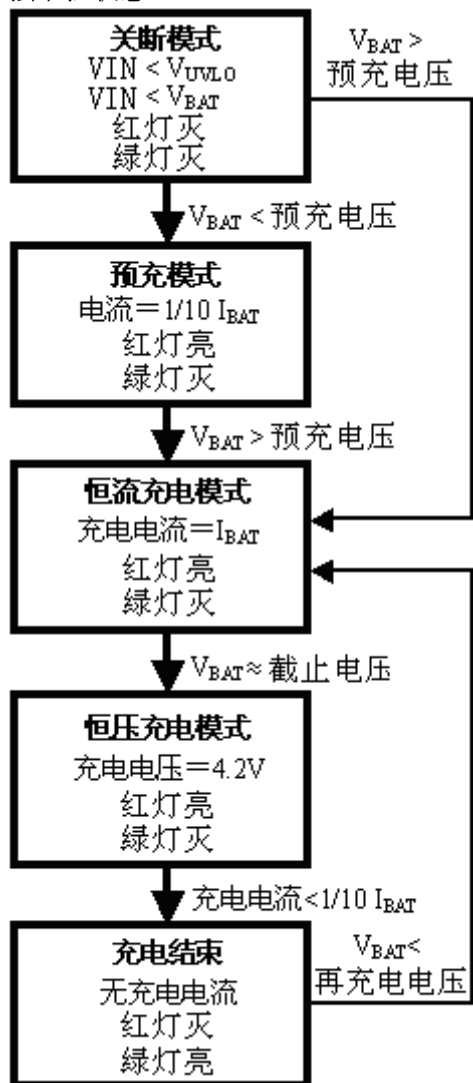 关断模式
VIN < VUVLO
VIN < VBAT
红灯灭
绿灯灭
VBAT >
预充电压
VBAT < 预充电压
预充模式
电流＝1/10 IBAT
红灯亮
绿灯灭
VBAT > 预充电压
恒流充电模式
充电电流＝IBAT
红灯亮
绿灯灭
VBAT≈ 截止电压
恒压充电模式
充电电压＝4.2V
红灯亮
绿灯灭
充电电流<1/10 IBAT
充电结束
无充电电流
红灯灭
绿灯亮
VBAT<
再充电电压